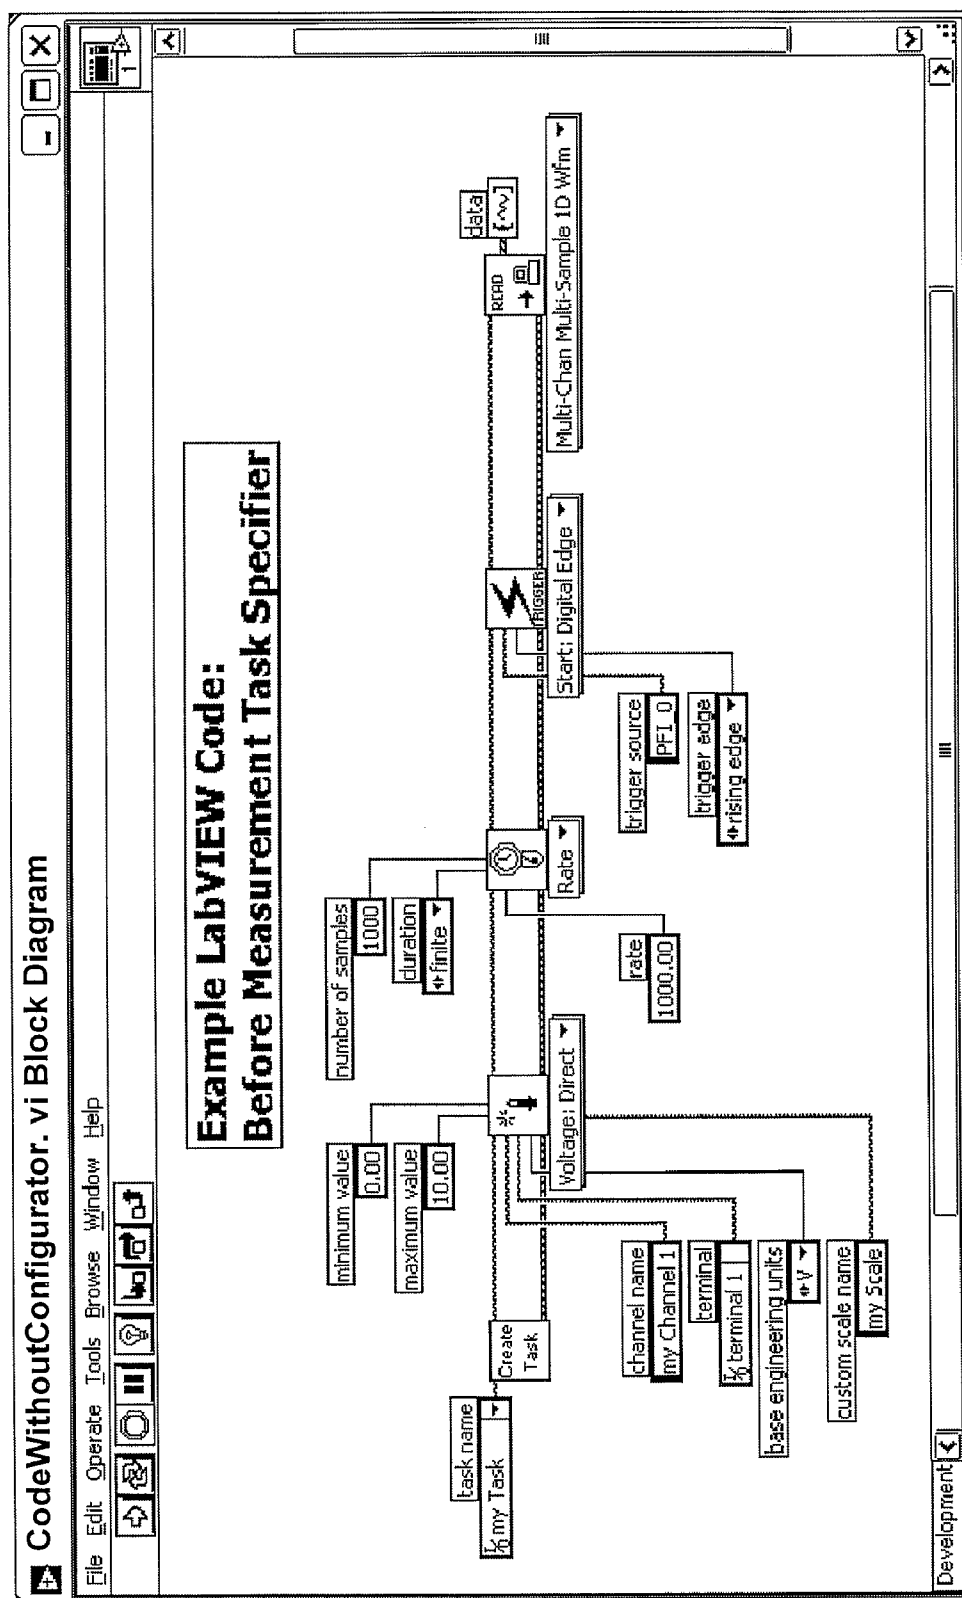 CodeWithoutConfigurator. vi Block Diagram
File Edit Operate Tools Browse Window Help
1
Example LabVIEW Code:
Before Measurement Task Specifier
minimum value
0.00
maximum value
10.00
number of samples
1000
duration
finite
task name
my Task
Create
Task
Voltage: Direct
Rate
TRIGGER
Start: Digital Edge
READ
data
Multi-Chan Multi-Sample 1D Wfm
channel name
my Channel 1
terminal
terminal 1
base engineering units
V
custom scale name
my Scale
rate
1000.00
trigger source
PFI_0
trigger edge
rising edge
Development